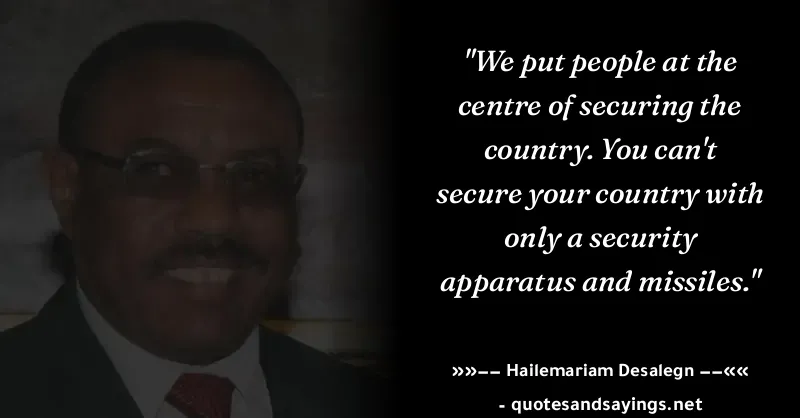 "We put people at the
centre of securing the
country. You can't
secure your country with
only a security
apparatus and missiles."
»»–– Hailemariam Desalegn ––««
- quotesandsayings.net